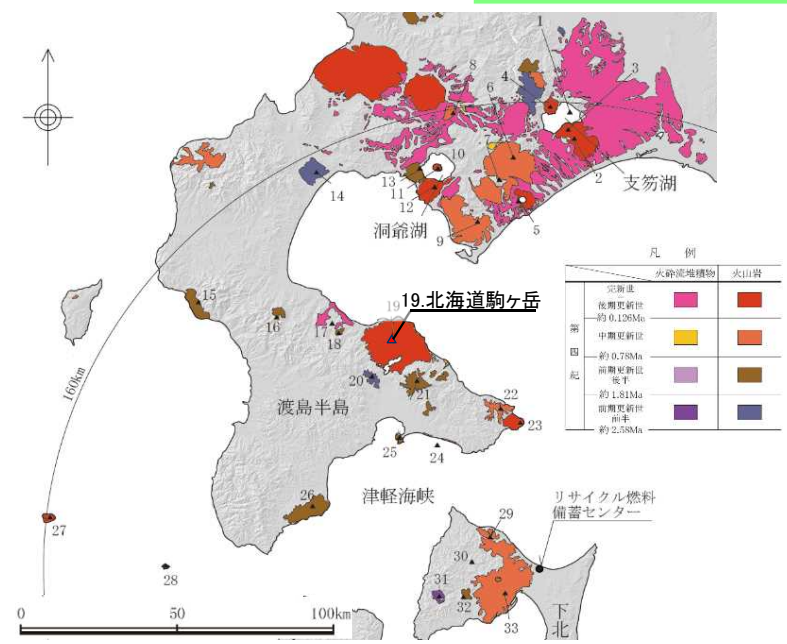 1
3
8
4
6
10
13
11
12
14
洞爺湖
9
5
2
支笏湖
15
16
17
18
19
19.北海道駒ヶ岳
20
21
22
23
渡島半島
25
24
津軽海峡
26
27
28
160km
リサイクル燃料
備蓄センター
29
30
31
32
33
下北
0
50
100km
凡 例
火砕流堆積物
火山岩
第四紀
完新世
後期更新世
約 0.126Ma
中期更新世
約 0.78Ma
前期更新世
後半
約 1.81Ma
前期更新世
前半
約 2.58Ma